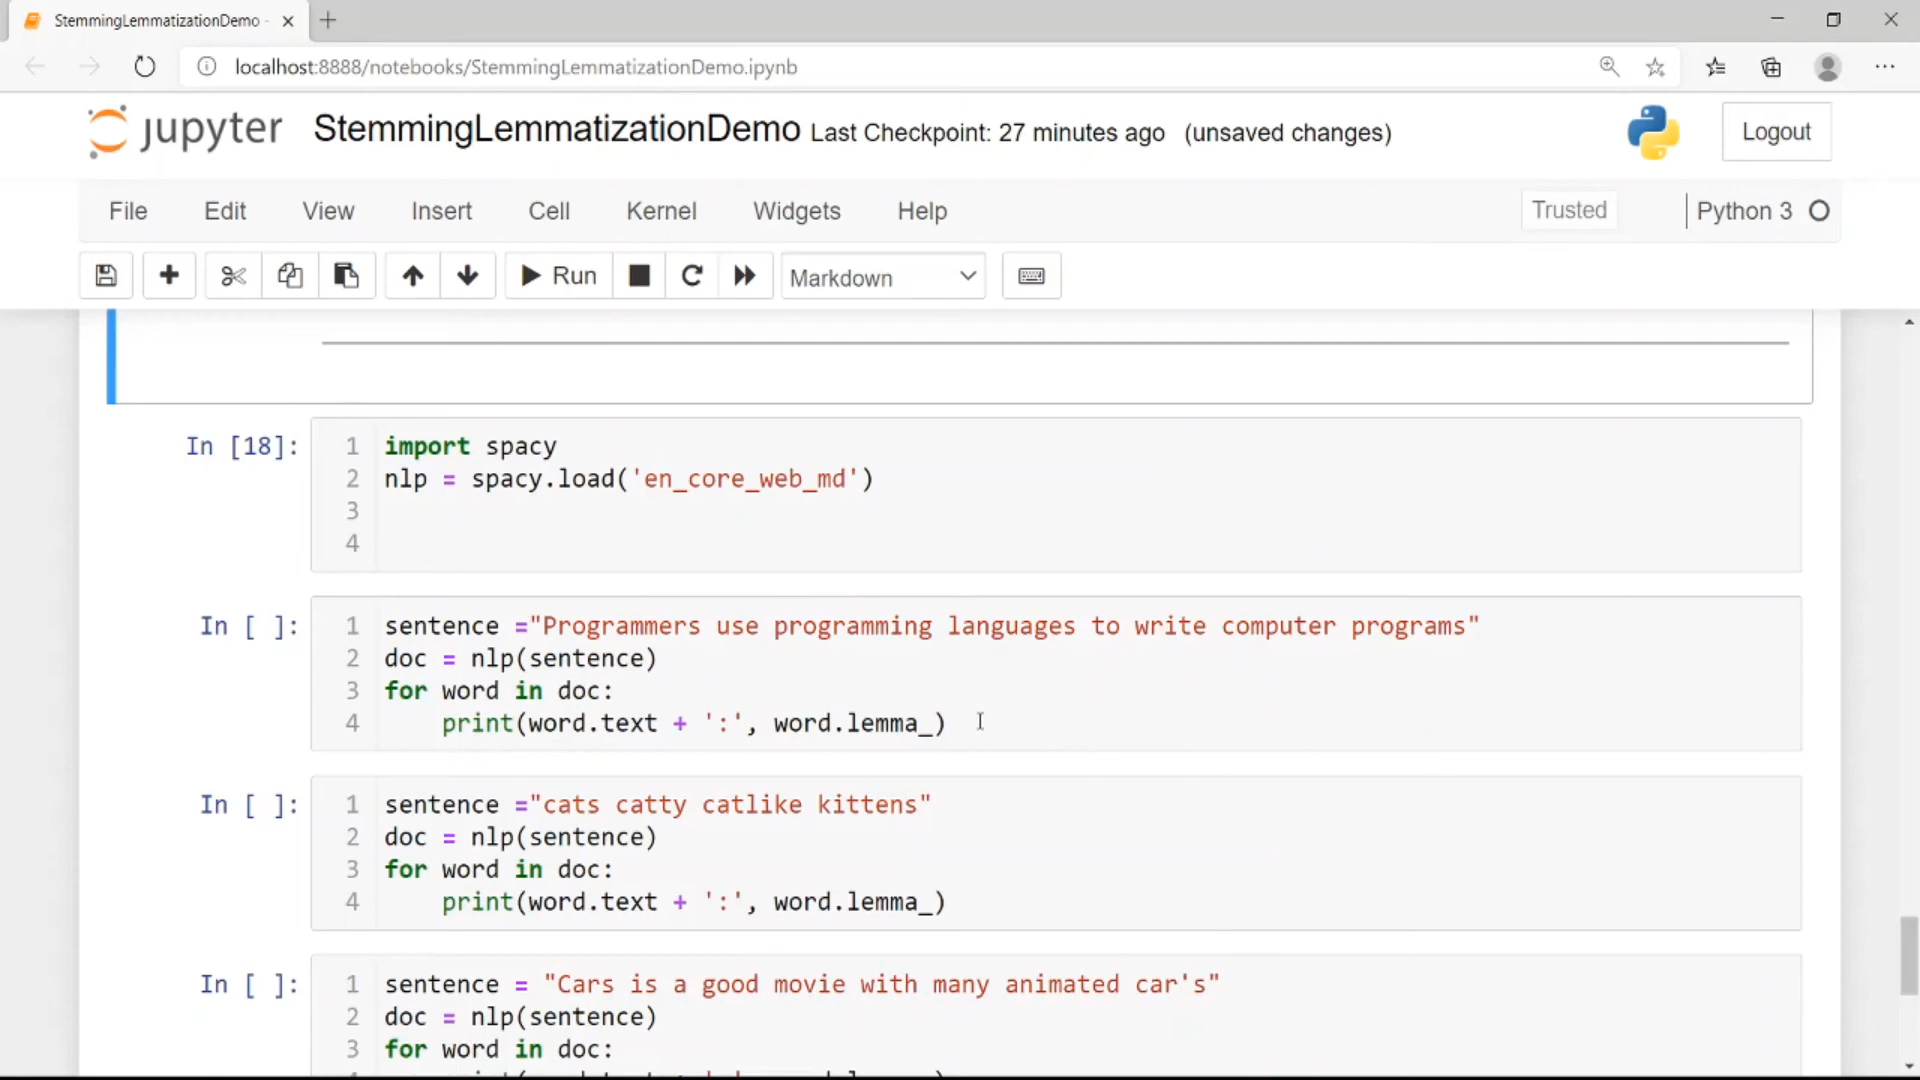 StemmingLemmatizationDemo -
localhost:8888/notebooks/StemmingLemmatizationDemo.ipynb
jupyter StemmingLemmatizationDemo Last Checkpoint: 27 minutes ago (unsaved changes) Logout
File Edit View Insert Cell Kernel Widgets Help Trusted Python 3
Run Markdown
In [18]: 1 import spacy
2 nlp = spacy.load('en_core_web_md')
3
4
In [ ]: 1 sentence ="Programmers use programming languages to write computer programs"
2 doc = nlp(sentence)
3 for word in doc:
4 print(word.text + ':', word.lemma_)
In [ ]: 1 sentence ="cats catty catlike kittens"
2 doc = nlp(sentence)
3 for word in doc:
4 print(word.text + ':', word.lemma_)
In [ ]: 1 sentence = "Cars is a good movie with many animated car's"
2 doc = nlp(sentence)
3 for word in doc: